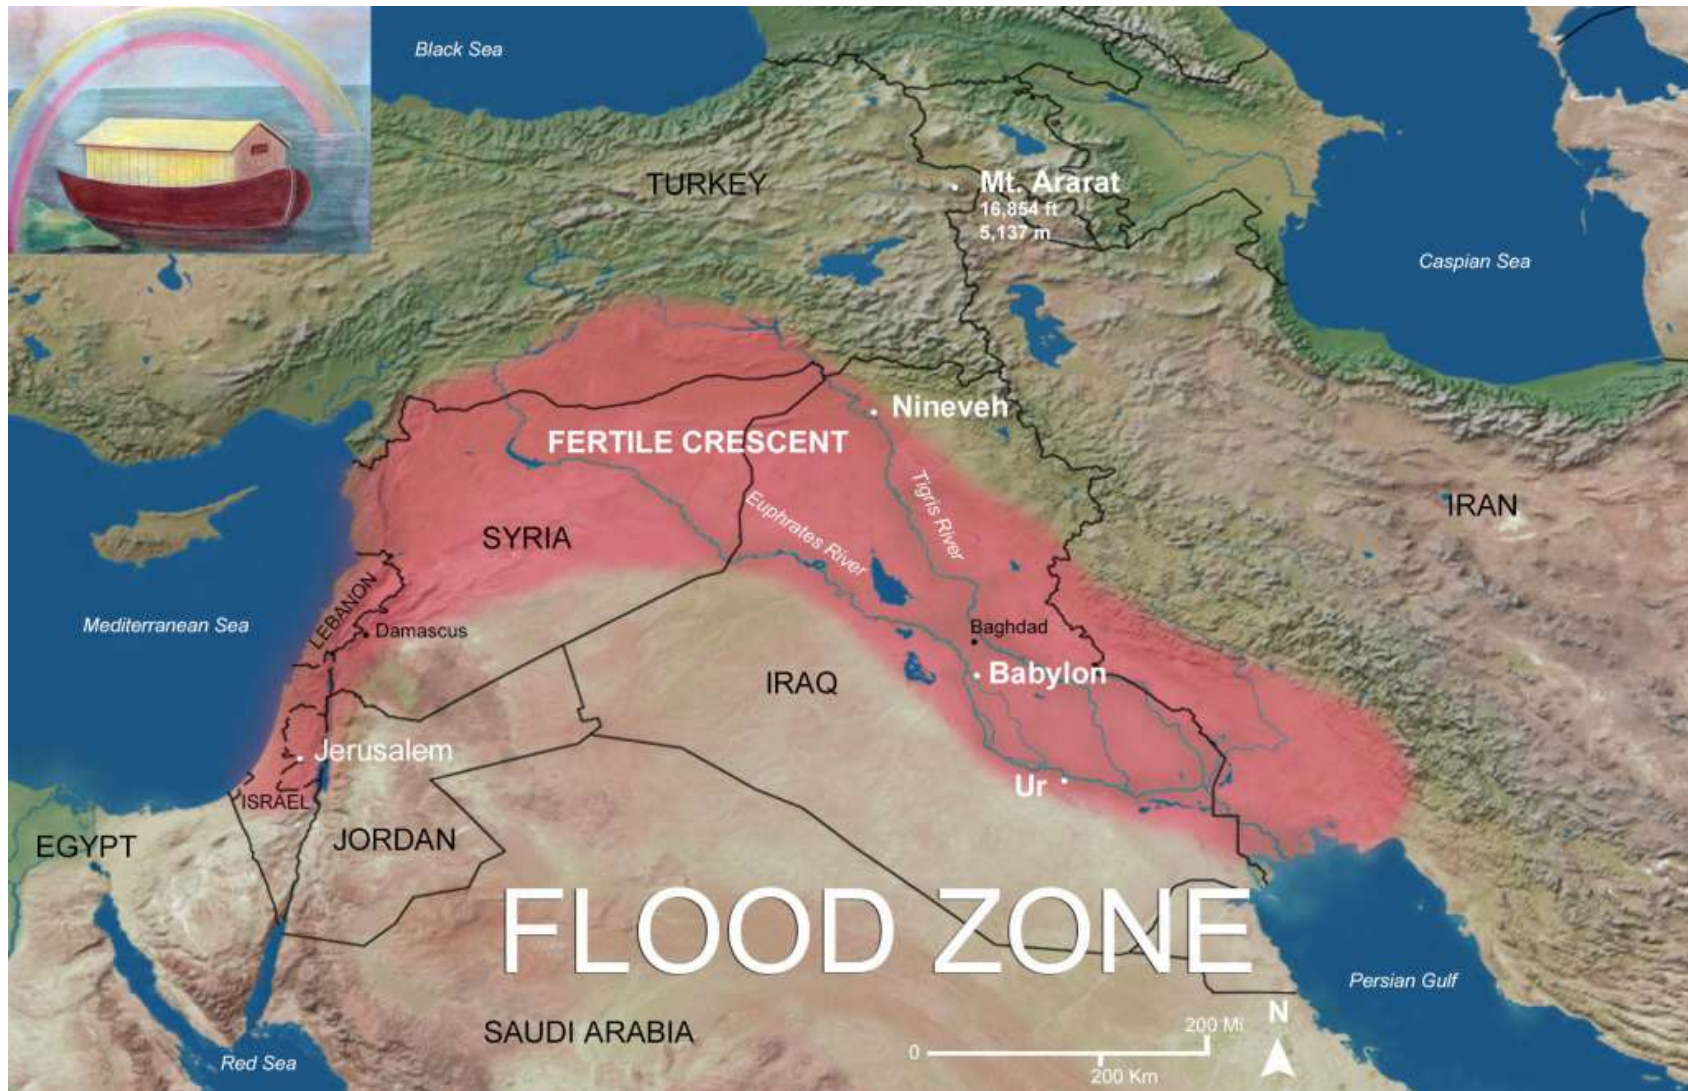 Black Sea
TURKEY
Mt. Ararat
16,854 ft
5,137 m
Caspian Sea
Nineveh
FERTILE CRESCENT
Tigris River
IRAN
Euphrates River
SYRIA
LEBANON
Mediterranean Sea
Damascus
Baghdad
Babylon
IRAQ
Jerusalem
Ur
ISRAEL
EGYPT
JORDAN
FLOOD ZONE
Persian Gulf
N
SAUDI ARABIA
200 Mi
0
200 Km
Red Sea